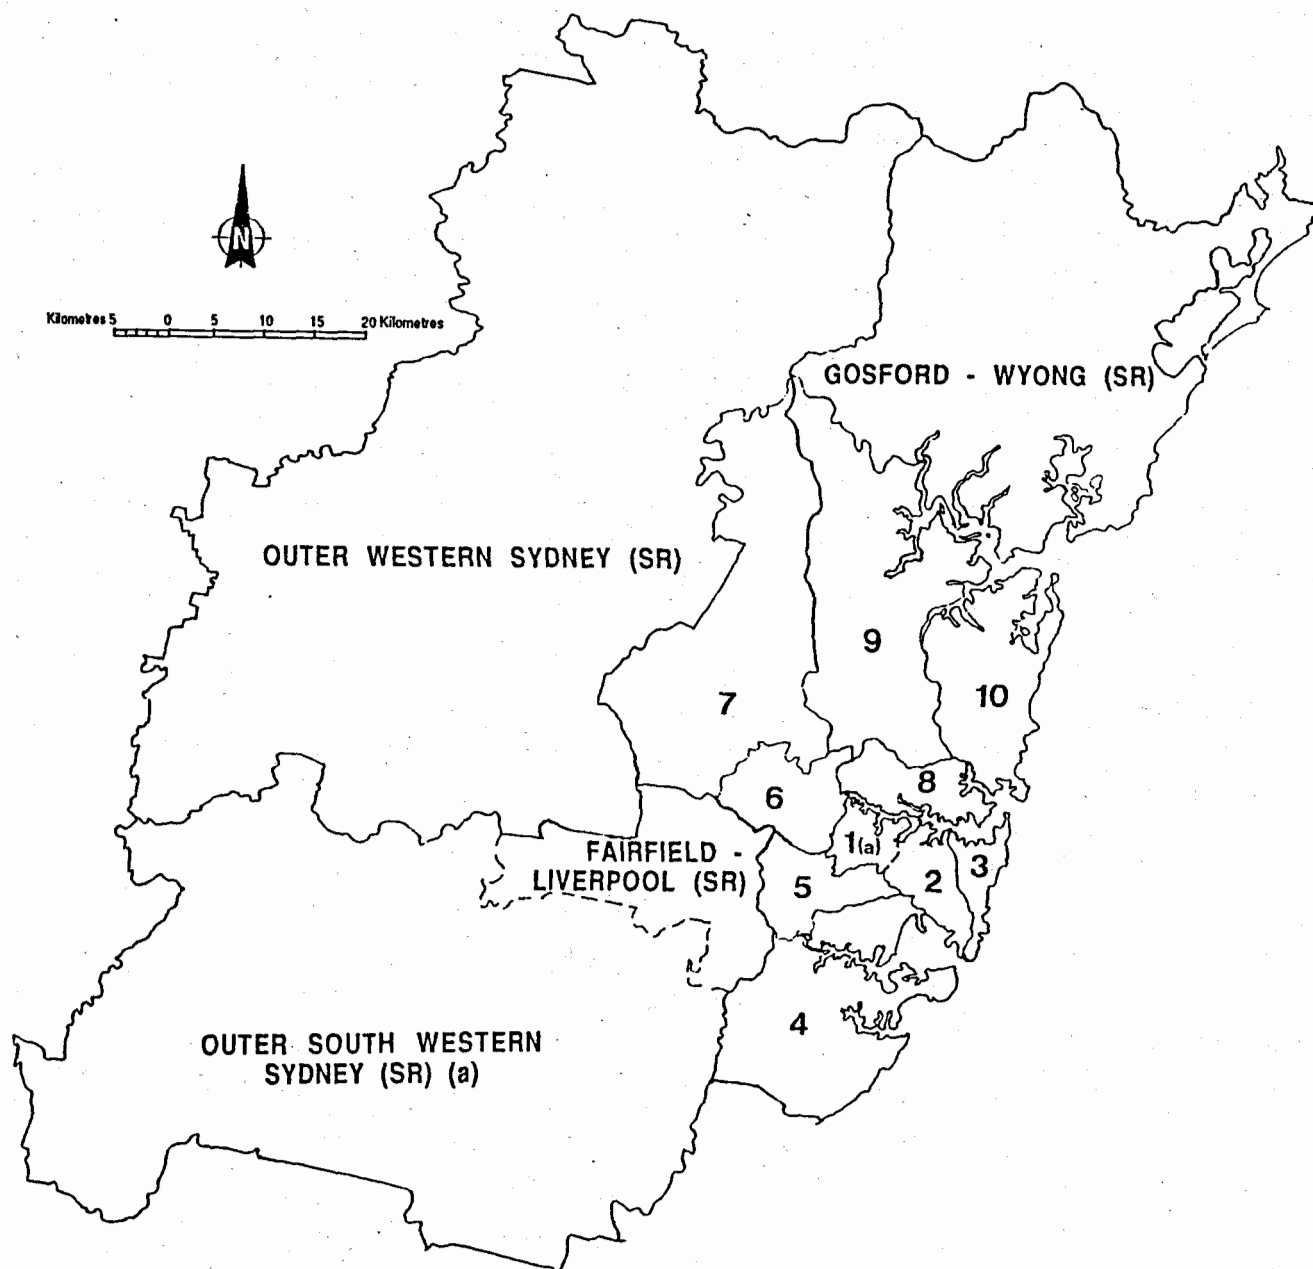 N
Kilometres 5 0 5 10 15 20 Kilometres
GOSFORD - WYONG (SR)
OUTER WESTERN SYDNEY (SR)
9
7
10
8
6
1(a)
FAIRFIELD -
LIVERPOOL (SR)
3
5
2
4
OUTER SOUTH WESTERN
SYDNEY (SR) (a)